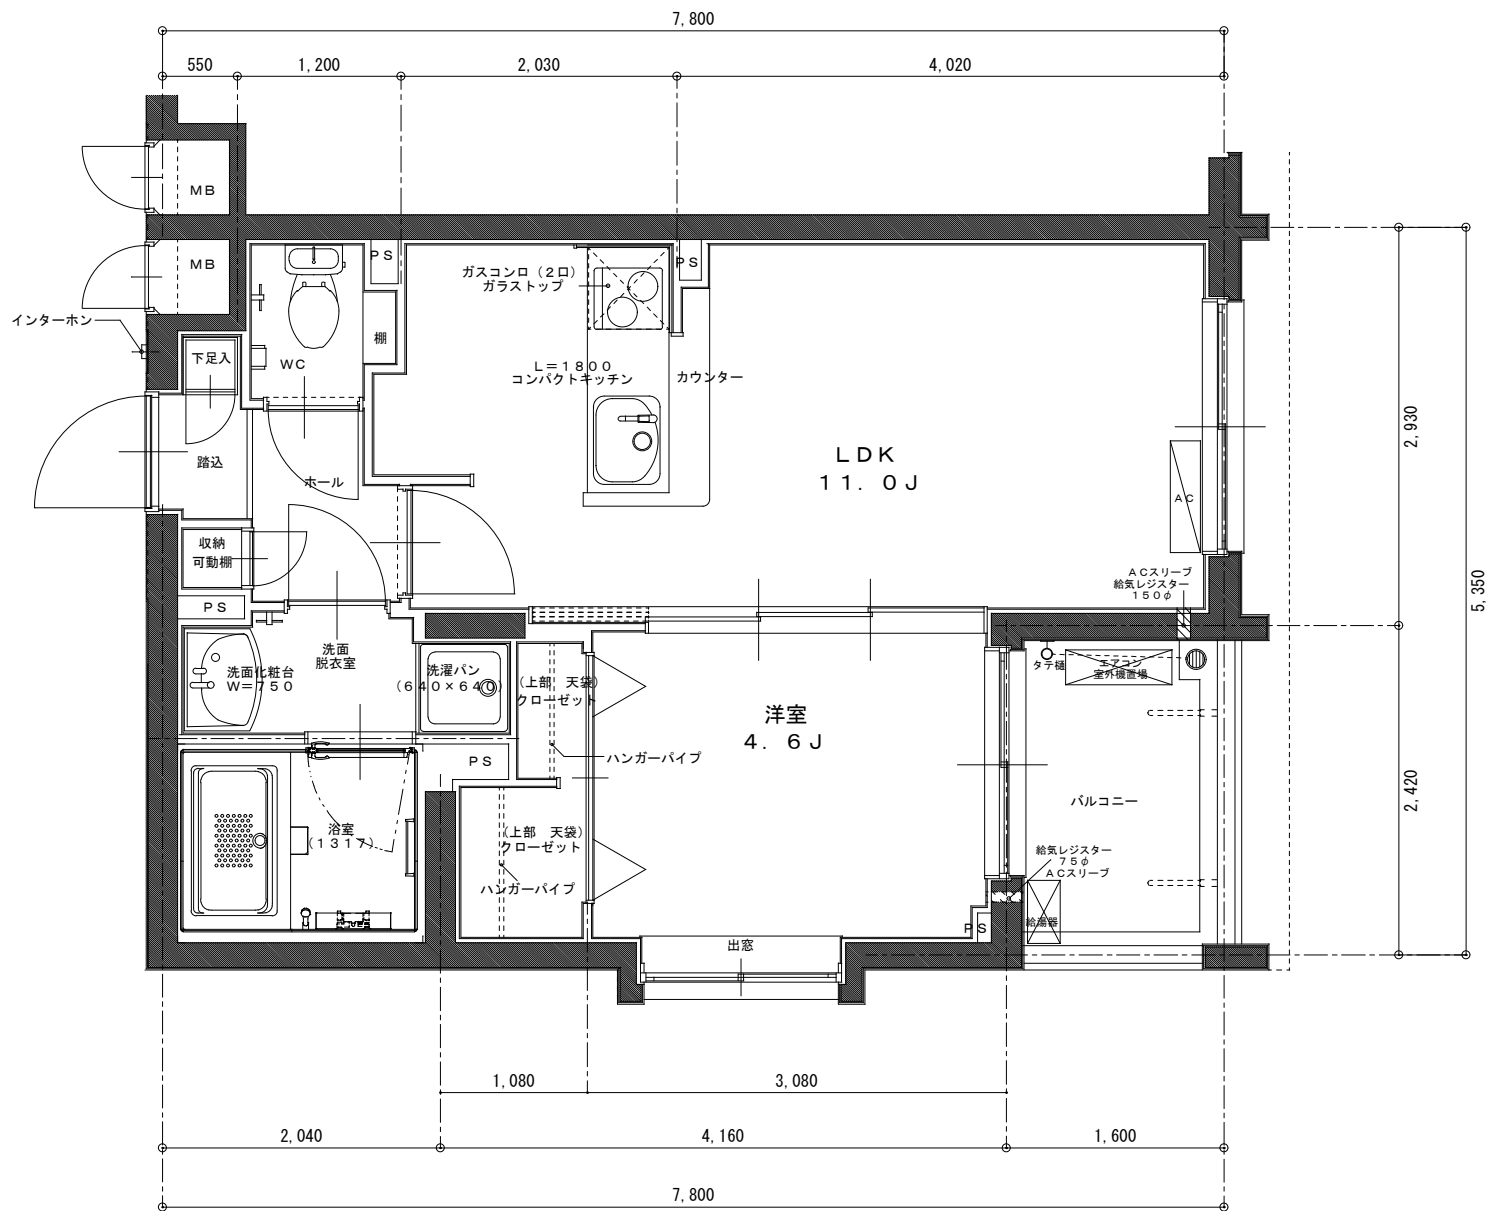 7,800
550
1,200
2,030
4,020
ＭＢ
ＭＢ
インターホン
下足入
ＷＣ
ＰＳ
棚
ガスコンロ（２口）
ガラストップ
ＰＳ
Ｌ＝１８００
コンパクトキッチン
カウンター
踏込
ホール
ＬＤＫ
１１．０Ｊ
ＡＣ
2,930
5,350
収納
可動棚
ＰＳ
ＡＣスリーブ
給気レジスター
１５０φ
洗面
脱衣室
洗面化粧台
Ｗ＝７５０
洗濯パン
（６４０×６４０）
（上部　天袋）
クローゼット
洋室
４．６Ｊ
タテ樋
エアコン
室外機置場
ＰＳ
ハンガーパイプ
バルコニー
2,420
浴室
（１３１７）
（上部　天袋）
クローゼット
ハンガーパイプ
給気レジスター
７５φ
ＡＣスリーブ
給湯器
ＰＳ
出窓
1,080
3,080
2,040
4,160
1,600
7,800